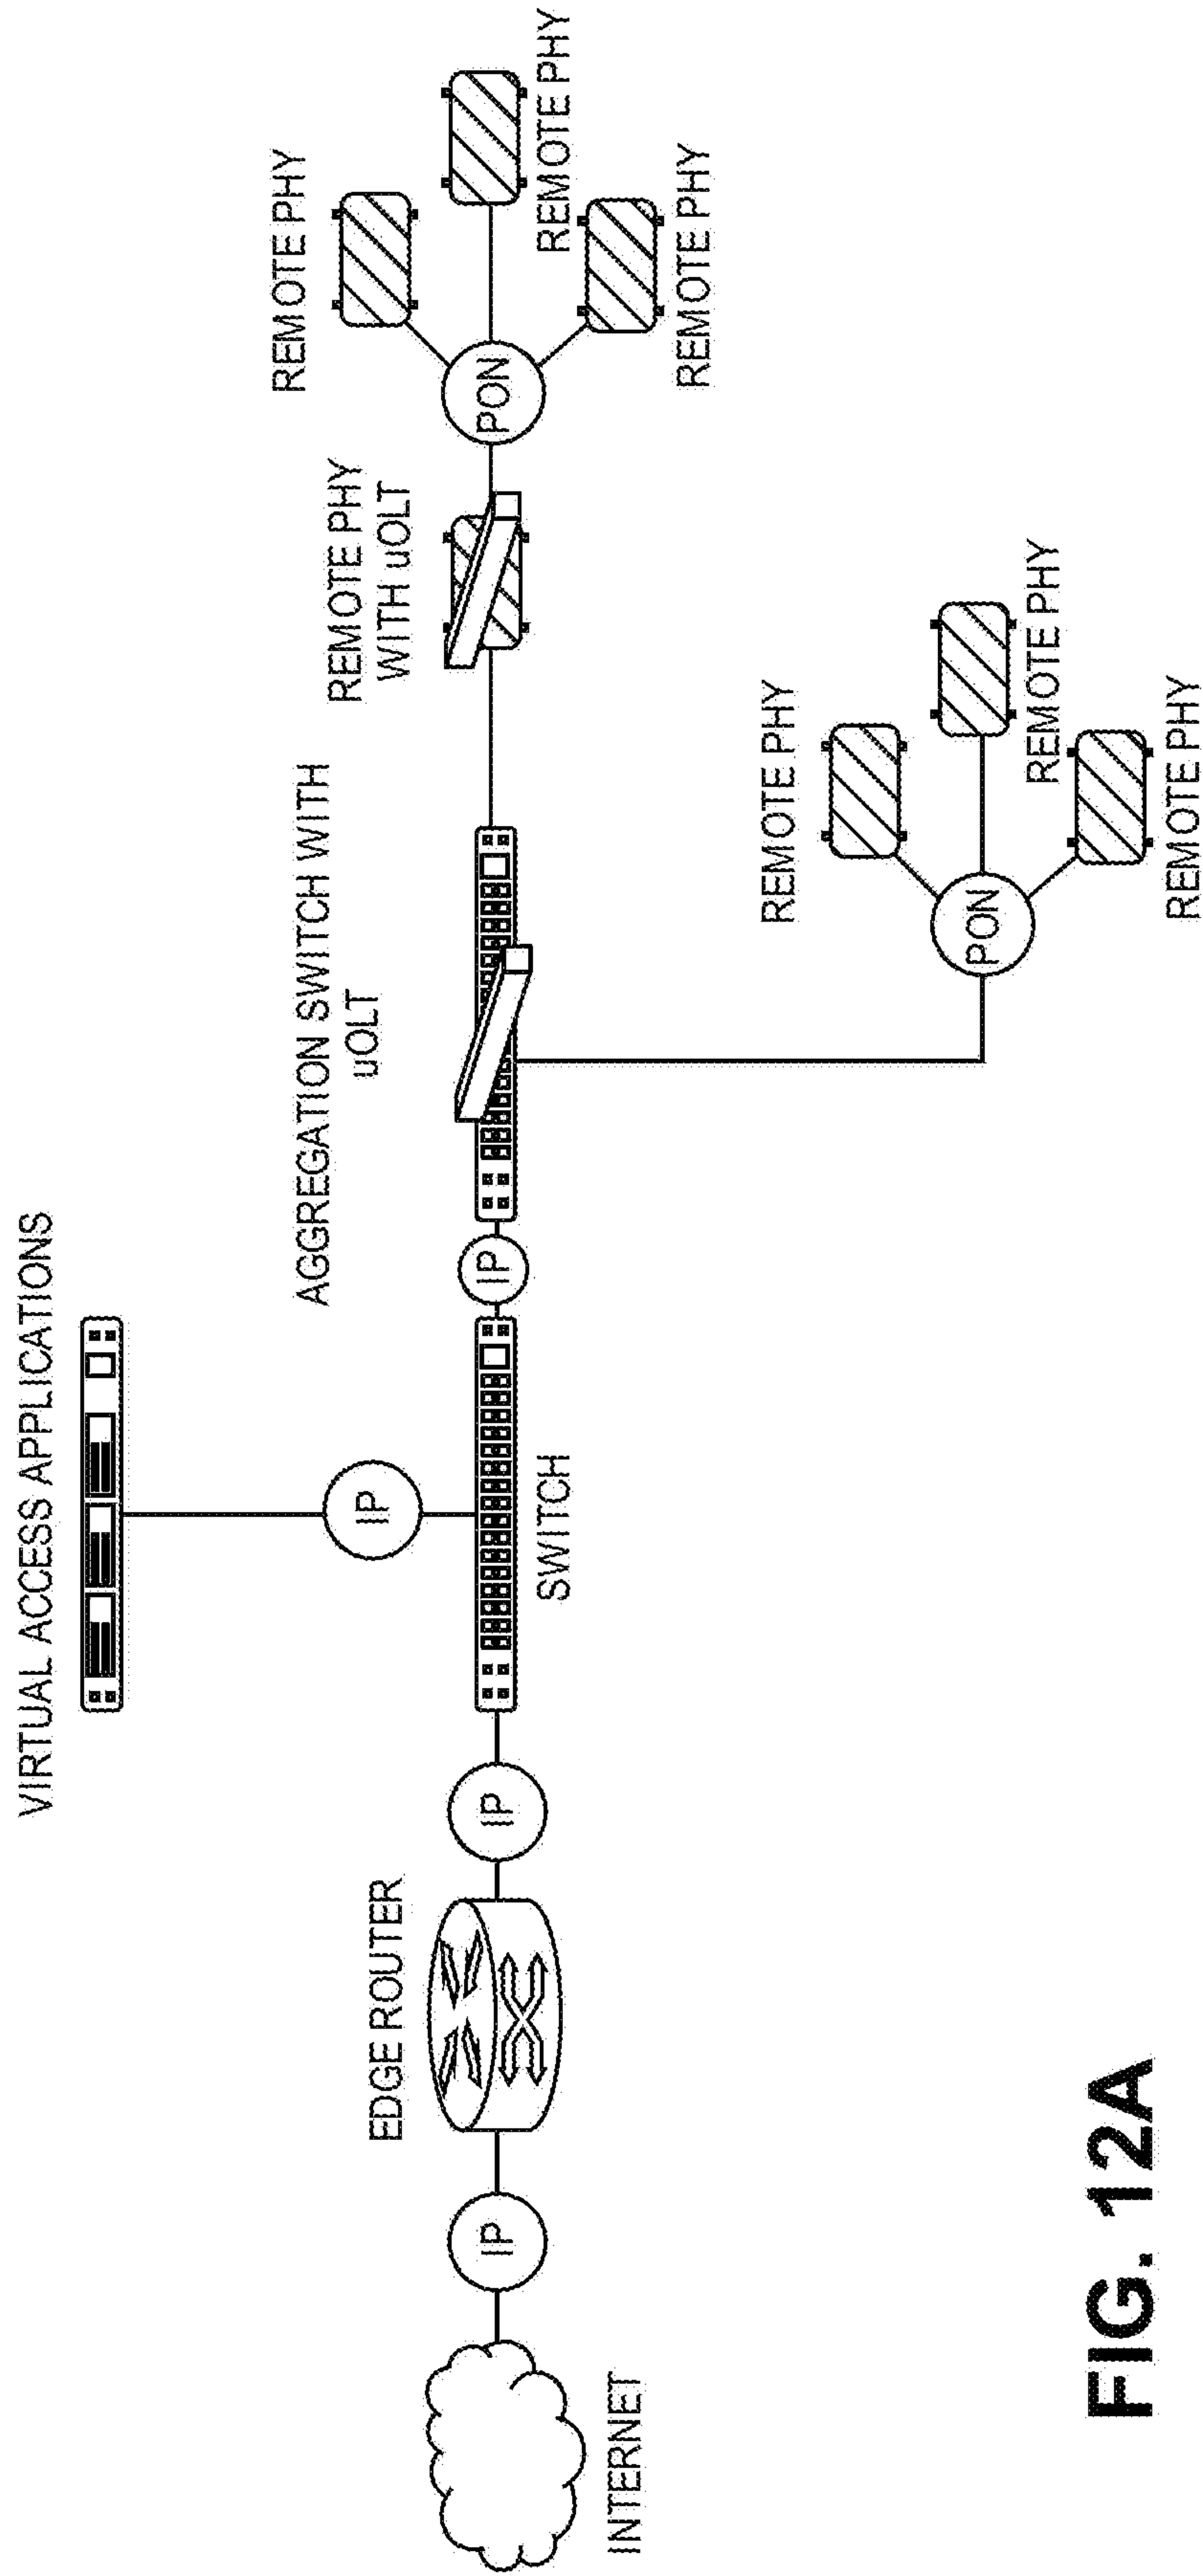 VIRTUAL ACCESS APPLICATIONS
IP
INTERNET
IP
EDGE ROUTER
IP
SWITCH
IP
AGGREGATION SWITCH WITH
uOLT
REMOTE PHY
WITH uOLT
PON
REMOTE PHY
REMOTE PHY
REMOTE PHY
PON
REMOTE PHY
REMOTE PHY
REMOTE PHY
FIG. 12A